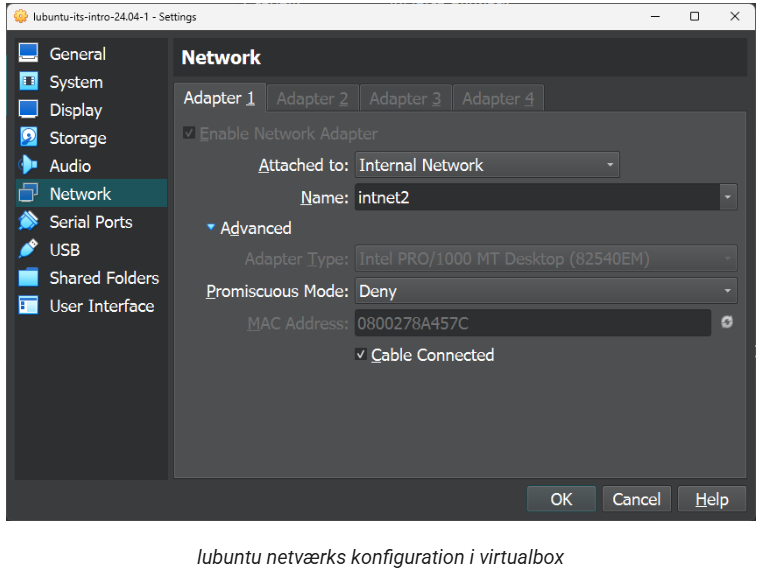 lubuntu-its-intro-24.04-1 - Settings
General
System
Display
Storage
Audio
Network
Serial Ports
USB
Shared Folders
User Interface
Network
Adapter 1 Adapter 2 Adapter 3 Adapter 4
Enable Network Adapter
Attached to: Internal Network
Name: intnet2
Advanced
Adapter Type: Intel PRO/1000 MT Desktop (82540EM)
Promiscuous Mode: Deny
MAC Address: 0800278A457C
Cable Connected
OK Cancel Help
lubuntu netværks konfiguration i virtualbox